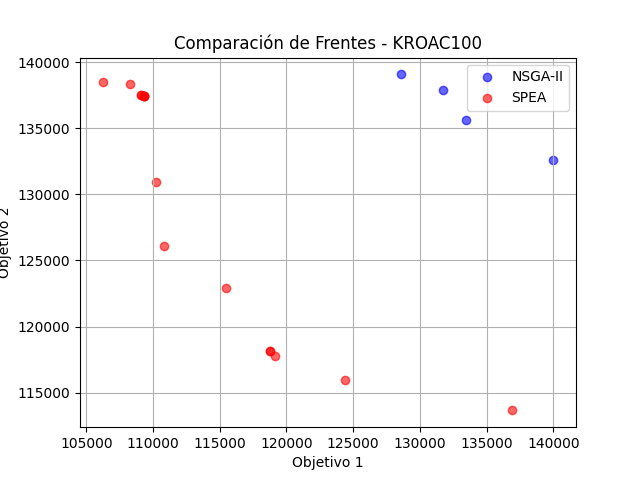 Comparación de Frentes - KROAC100
140000
135000
130000
125000
120000
115000
Objetivo 2
NSGA-II
SPEA
105000 110000 115000 120000 125000 130000 135000 140000
Objetivo 1